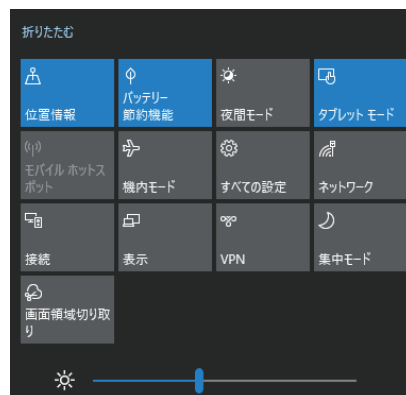 折りたたむ
位置情報
バッテリー
節約機能
夜間モード
タブレット モード
モバイル ホットス
ポット
機内モード
すべての設定
ネットワーク
接続
表示
VPN
集中モード
画面領域切り取
り